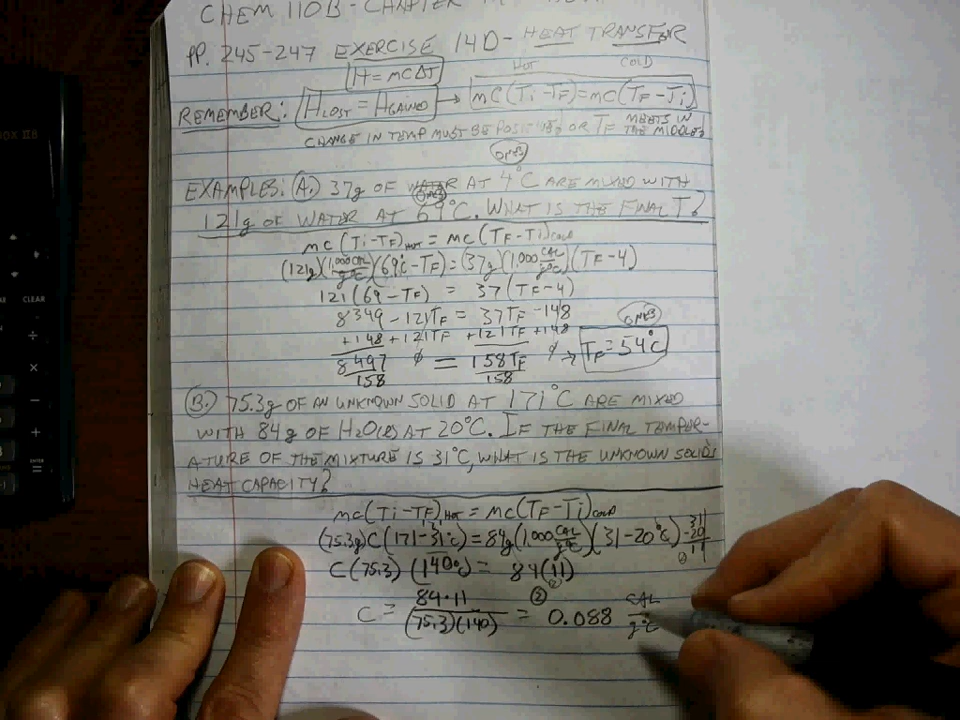 CHEM 110B - CHAPTER
PP. 245-247 EXERCISE 14D - HEAT TRANSFER
H = mCΔT
HOT COLD
REMEMBER: HLOST = HGAINED → mC(Ti-TF) = mC(TF-Ti)
CHANGE IN TEMP MUST BE POSITIVE OR TF MEETS IN THE MIDDLE!
ONES
EXAMPLES: A. 37g OF WATER AT 4°C ARE MIXED WITH
ONES
121g OF WATER AT 69°C. WHAT IS THE FINAL T?
mC(Ti-TF)HOT = mC(TF-Ti)COLD
(121g)(1.000 CAL/g°C)(69°C-TF) = (37g)(1.000 CAL/g°C)(TF-4)
121(69-TF) = 37(TF-4)
8349 - 121TF = 37TF - 148
+148 +121TF +121TF +148
ONES
8497 ∅ = 158TF ∅ → TF = 54°C
158 158
B. 75.3g OF AN UNKNOWN SOLID AT 171°C ARE MIXED
WITH 84g OF H2O(l) AT 20°C. IF THE FINAL TEMPER-
ATURE OF THE MIXTURE IS 31°C, WHAT IS THE UNKNOWN SOLID'S
HEAT CAPACITY?
mC(Ti-TF)HOT = mC(TF-Ti)COLD
(75.3g)C(171-31°C) = 84g(1.000 CAL/g°C)(31-20°C) 31
-20
11
C(75.3)(140°C) = 84(11)
C = 84·11/(75.3)(140) = 0.088 CAL/g°C
CLEAR